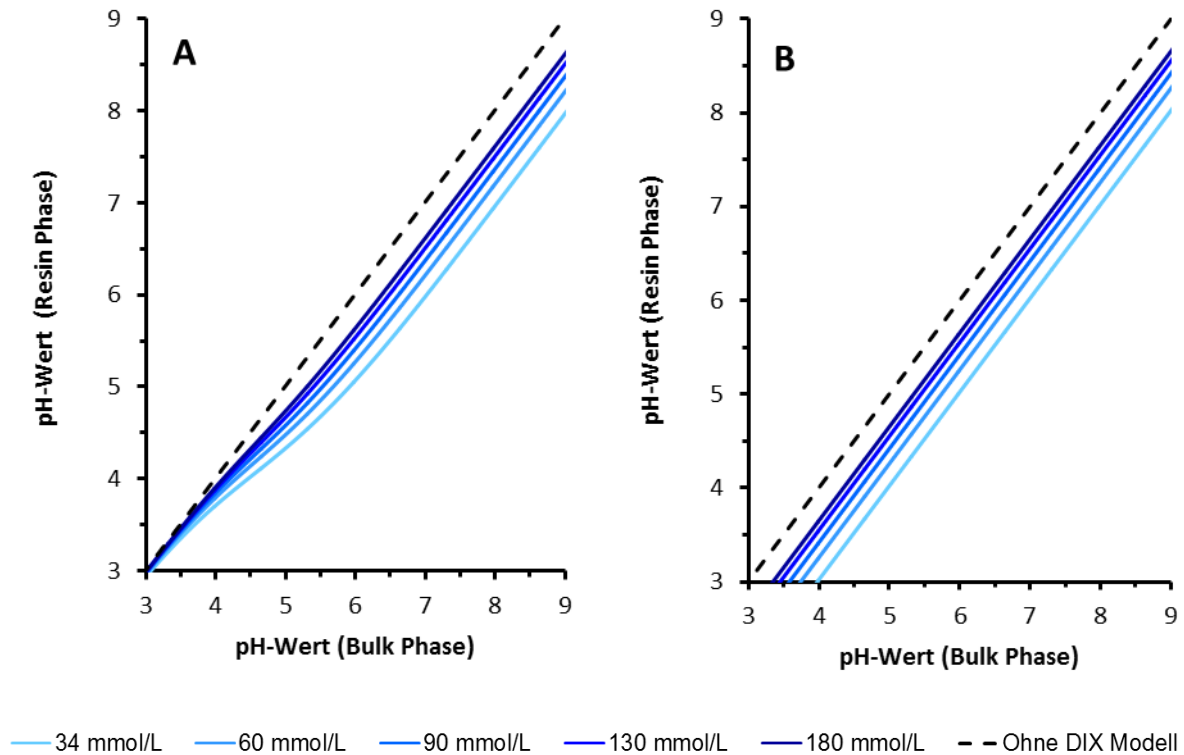 A
9
8
7
6
5
4
3
pH-Wert (Resin Phase)
3 4 5 6 7 8 9
pH-Wert (Bulk Phase)
B
9
8
7
6
5
4
3
pH-Wert (Resin Phase)
3 4 5 6 7 8 9
pH-Wert (Bulk Phase)
34 mmol/L 60 mmol/L 90 mmol/L 130 mmol/L 180 mmol/L Ohne DIX Modell